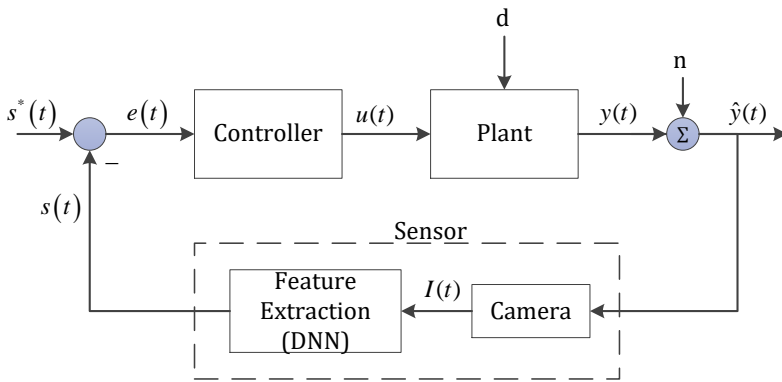 d
n
s*(t)
e(t)
Controller
u(t)
Plant
y(t)
Σ
ŷ(t)
−
s(t)
Sensor
Feature
Extraction
(DNN)
I(t)
Camera